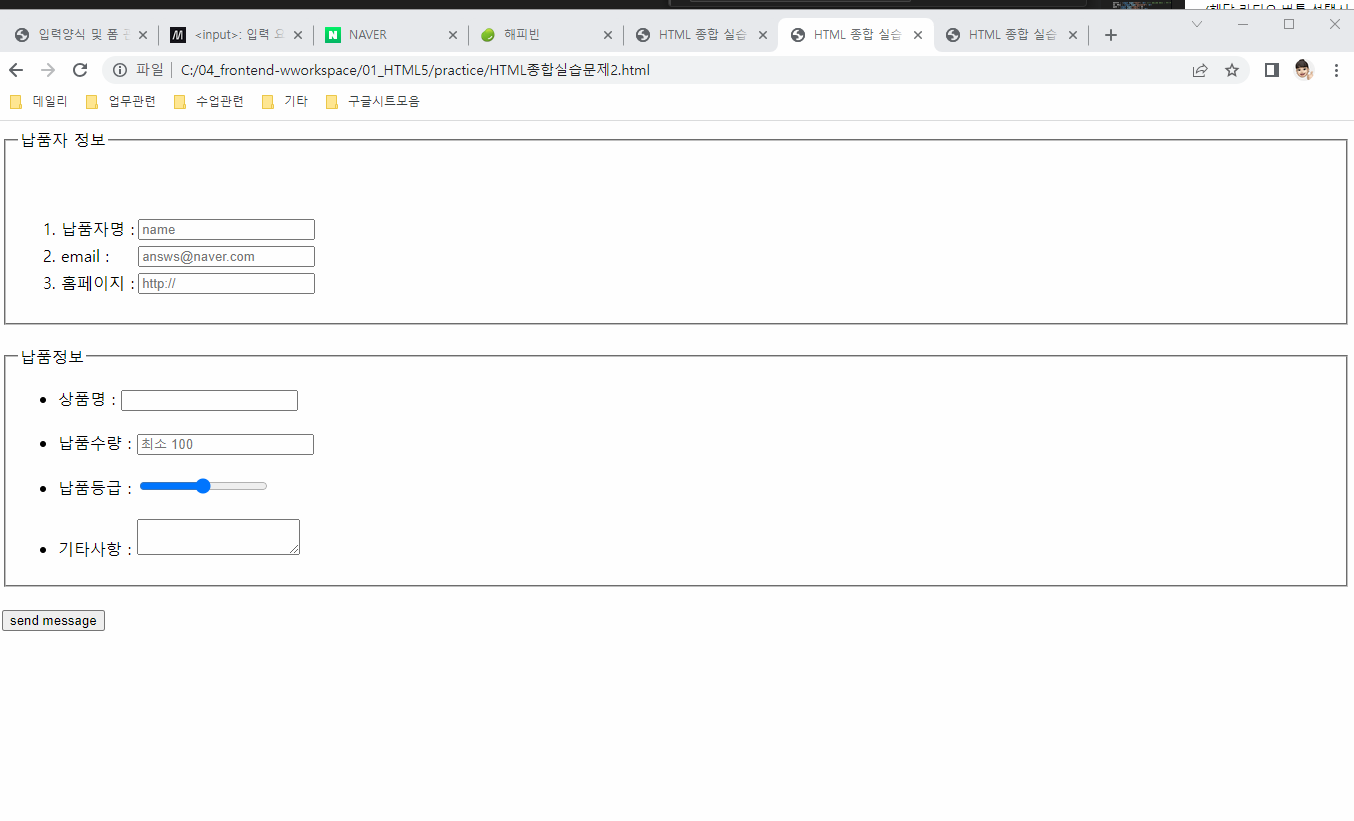 입력양식 및 폼 <input>: 입력 NAVER 해피빈 HTML 종합 실습 HTML 종합 실습 HTML 종합 실습
파일 C:/04_frontend-wworkspace/01_HTML5/practice/HTML종합실습문제2.html
데일리 업무관련 수업관련 기타 구글시트모음
납품자 정보
1. 납품자명 : name
2. email : answs@naver.com
3. 홈페이지 : http://
납품정보
• 상품명 :
• 납품수량 : 최소 100
• 납품등급 :
• 기타사항 :
send message